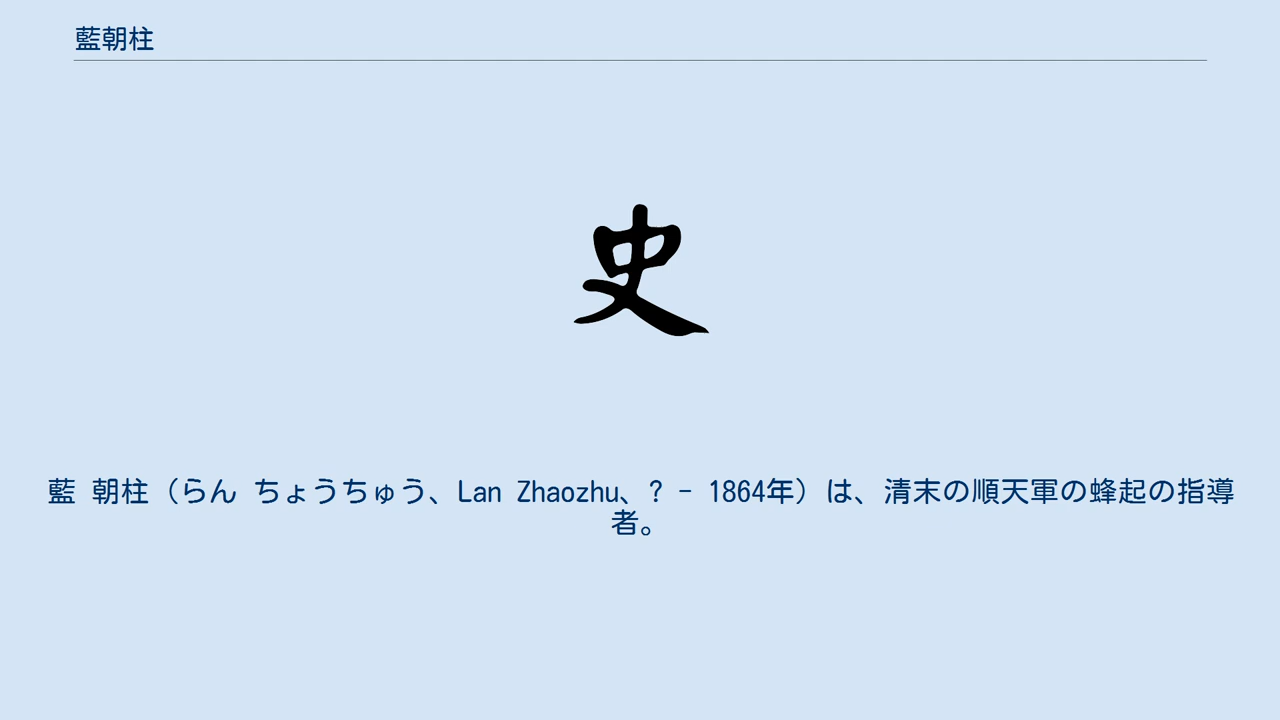 藍朝柱
史
藍 朝柱（らん ちょうちゅう、Lan Zhaozhu、? - 1864年）は、清末の順天軍の蜂起の指導
者。